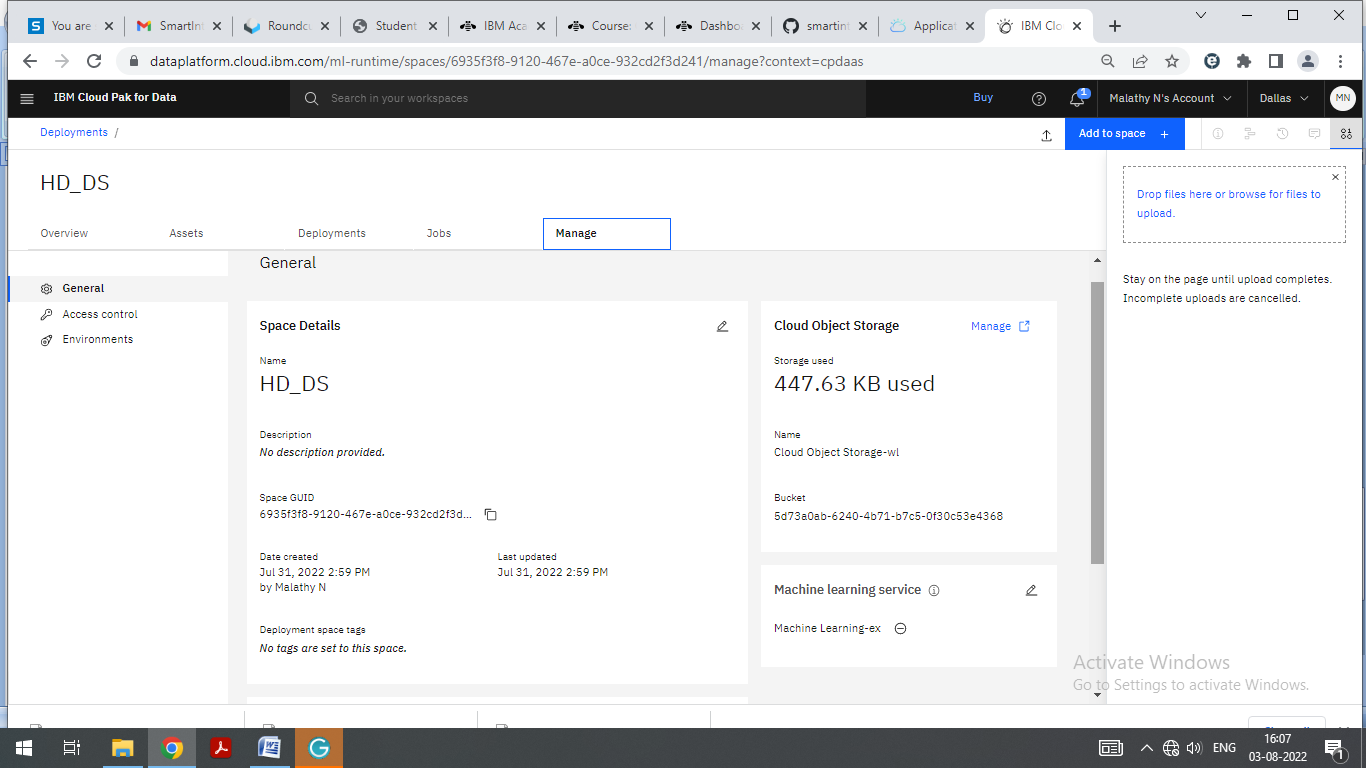 You are
SmartInt
Roundcu
Student
IBM Aca
Course:
Dashbo
smartint
Applicat
IBM Clo
dataplatform.cloud.ibm.com/ml-runtime/spaces/6935f3f8-9120-467e-a0ce-932cd2f3d241/manage?context=cpdaas
IBM Cloud Pak for Data
Search in your workspaces
Buy
1
Malathy N's Account
Dallas
MN
Deployments /
Add to space +
HD_DS
Overview
Assets
Deployments
Jobs
Manage
General
Access control
Environments
General
Space Details
Name
HD_DS
Description
No description provided.
Space GUID
6935f3f8-9120-467e-a0ce-932cd2f3d...
Date created
Jul 31, 2022 2:59 PM
by Malathy N
Last updated
Jul 31, 2022 2:59 PM
Deployment space tags
No tags are set to this space.
Cloud Object Storage
Manage
Storage used
447.63 KB used
Name
Cloud Object Storage-wl
Bucket
5d73a0ab-6240-4b71-b7c5-0f30c53e4368
Machine learning service
Machine Learning-ex
Drop files here or browse for files to
upload.
Stay on the page until upload completes.
Incomplete uploads are cancelled.
Activate Windows
Go to Settings to activate Windows.
ENG
16:07
03-08-2022
1